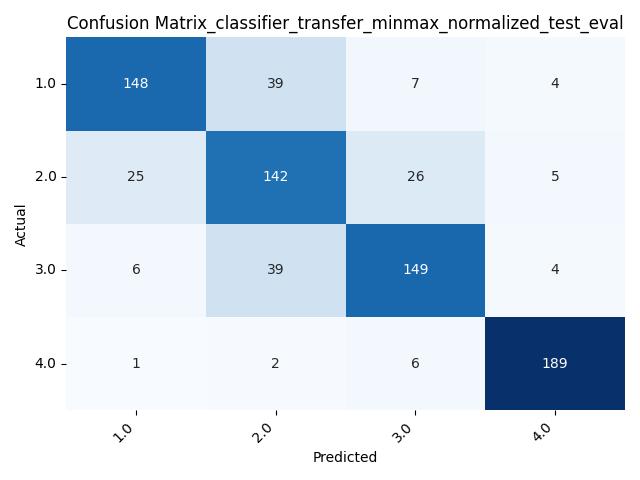 Confusion Matrix_classifier_transfer_minmax_normalized_test_eval
1.0 148 39 7 4
2.0 25 142 26 5
Actual
3.0 6 39 149 4
4.0 1 2 6 189
1.0 2.0 3.0 4.0
Predicted